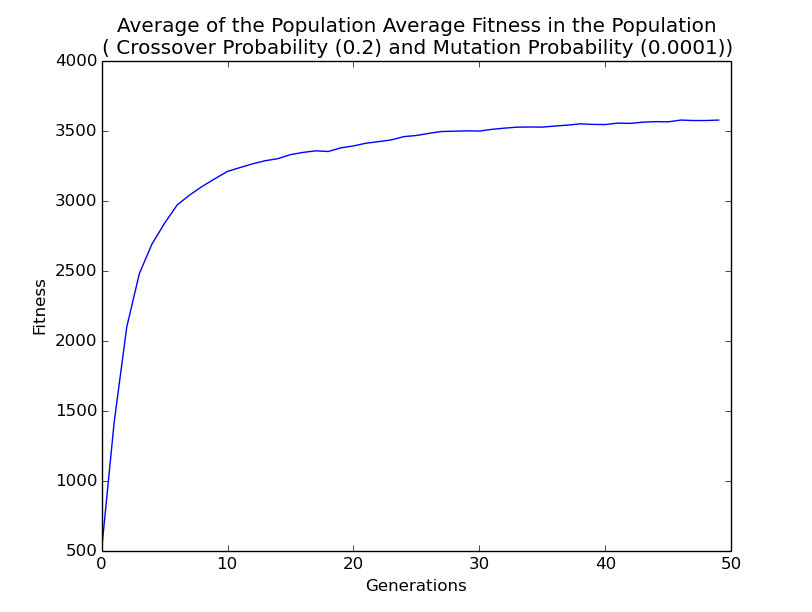 Average of the Population Average Fitness in the Population
( Crossover Probability (0.2) and Mutation Probability (0.0001))
4000
3500
3000
2500
2000
1500
1000
500
Fitness
0 10 20 30 40 50
Generations